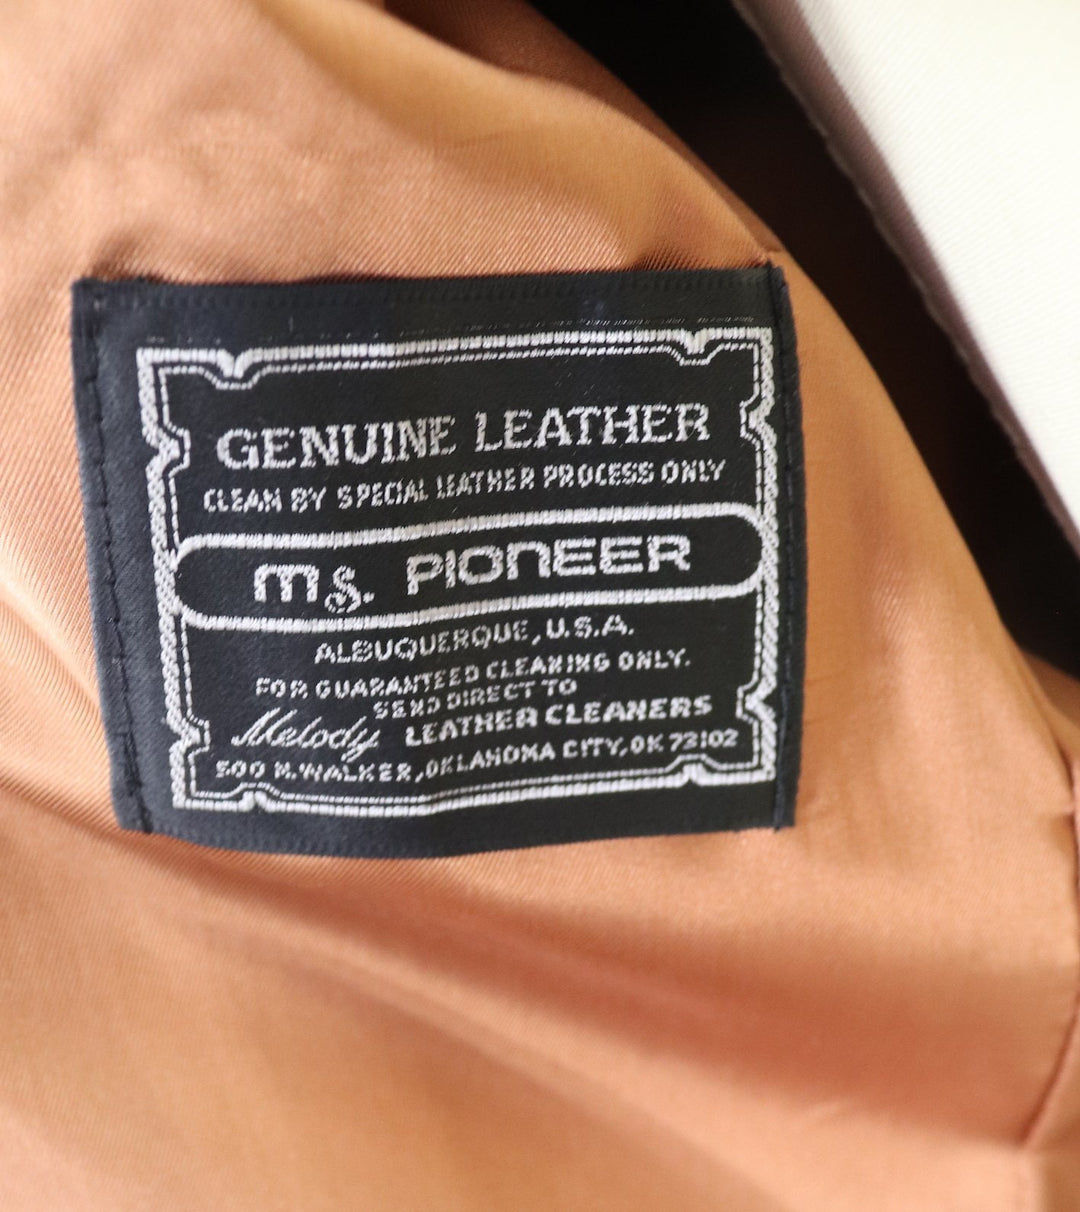 GENUINE LEATHER
CLEAN BY SPECIAL LEATHER PROCESS ONLY
ms. PIONEER
ALBUQUERQUE, U.S.A.
FOR GUARANTEED CLEANING ONLY.
SEND DIRECT TO
Melody LEATHER CLEANERS
500 N. WALKER, OKLAHOMA CITY, OK 73102